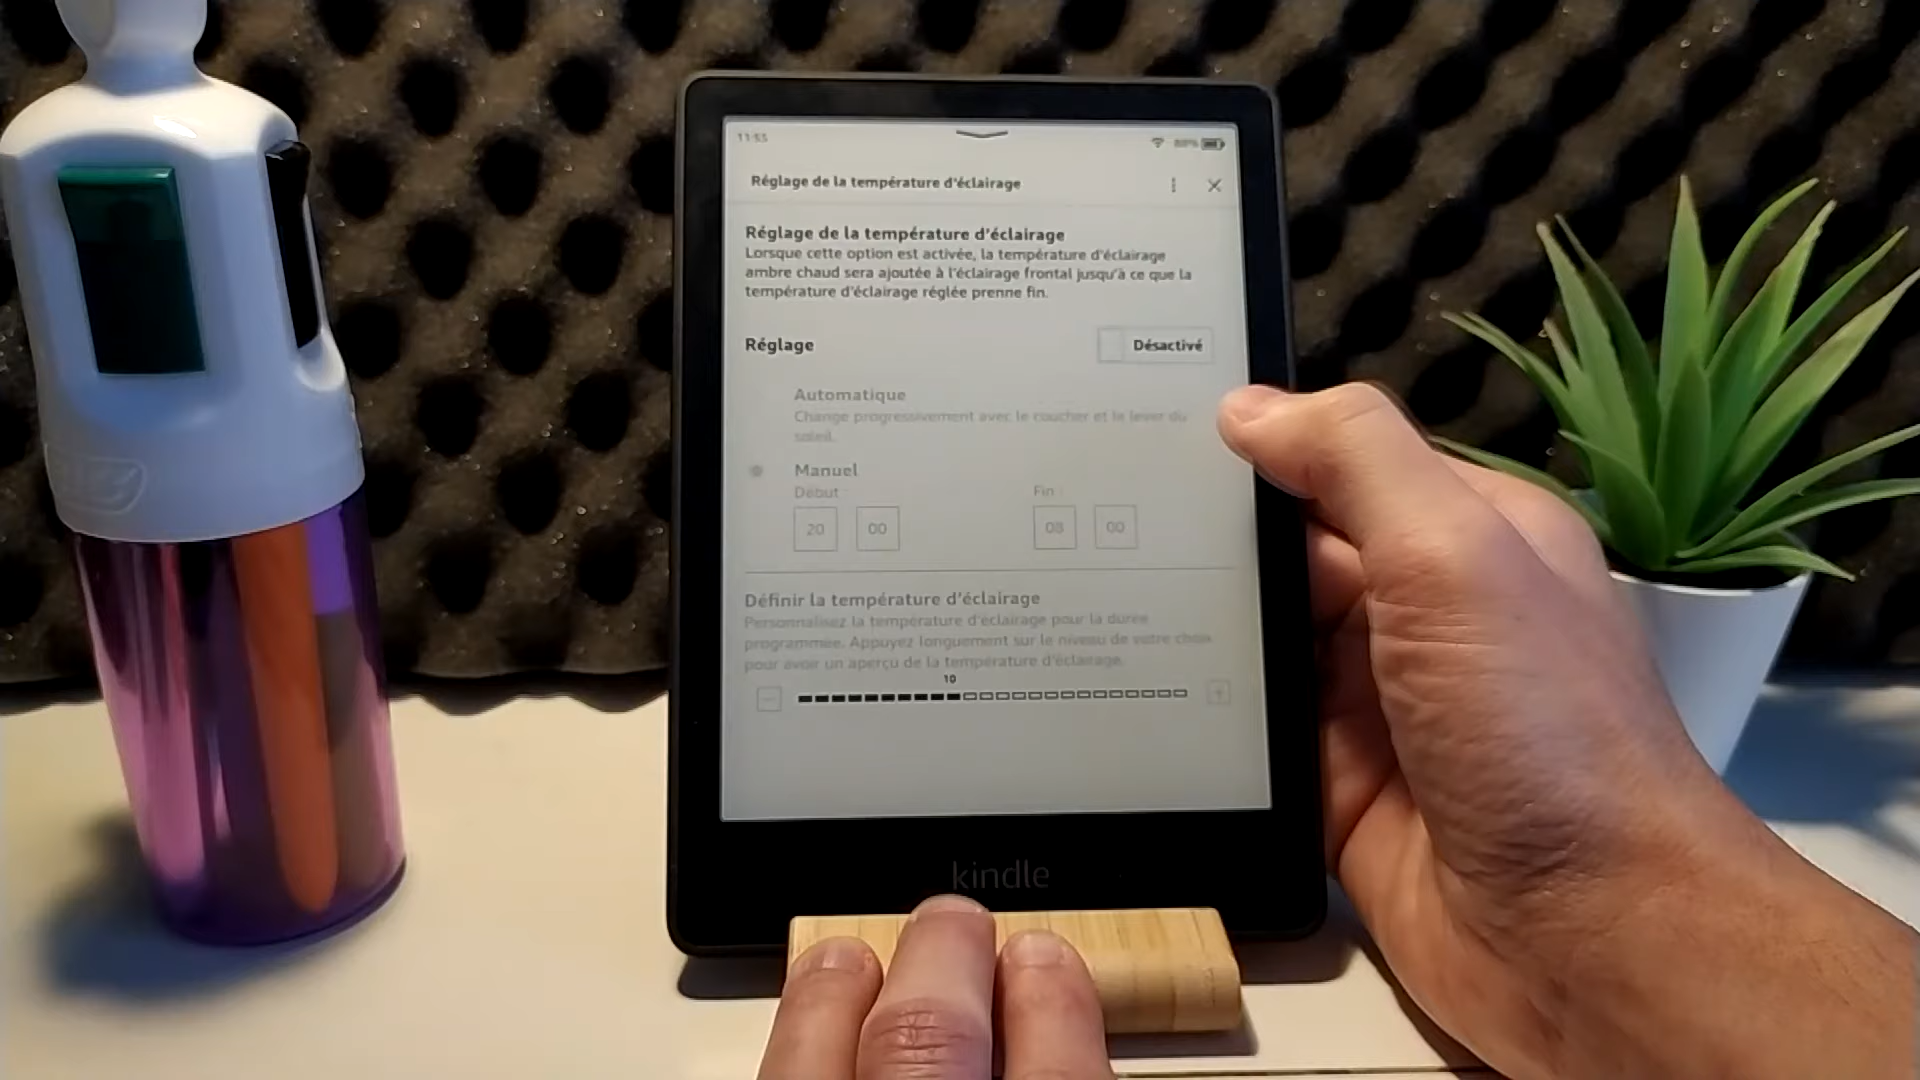 11:55
88%
Réglage de la température d'éclairage
Réglage de la température d'éclairage
Lorsque cette option est activée, la température d'éclairage
ambre chaud sera ajoutée à l'éclairage frontal jusqu'à ce que la
température d'éclairage réglée prenne fin.
Réglage
Désactivé
Automatique
Change progressivement avec le coucher et le lever du
soleil.
Manuel
Début
Fin
20 00
08 00
Définir la température d'éclairage
Personnalisez la température d'éclairage pour la durée
programmée. Appuyez longuement sur le niveau de votre choix
pour avoir un aperçu de la température d'éclairage.
10
kindle